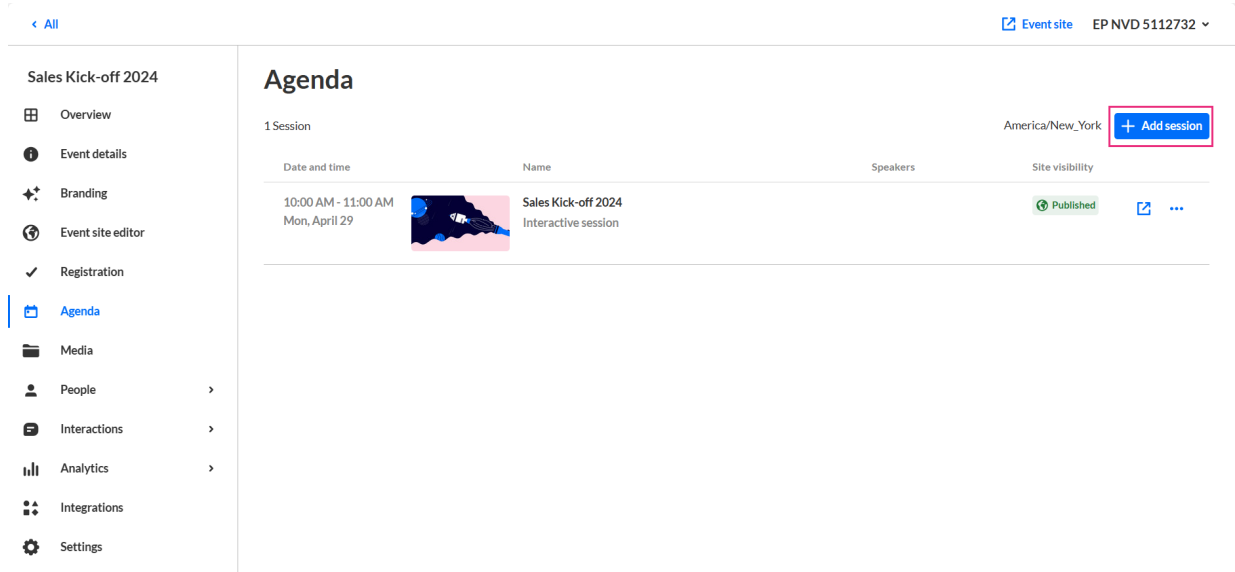 All
Event site
EP NVD 5112732
Sales Kick-off 2024
Overview
Event details
Branding
Event site editor
Registration
Agenda
Media
People
Interactions
Analytics
Integrations
Settings
Agenda
1 Session
America/New_York
+ Add session
Date and time
Name
Speakers
Site visibility
10:00 AM - 11:00 AM
Mon, April 29
Sales Kick-off 2024
Interactive session
Published